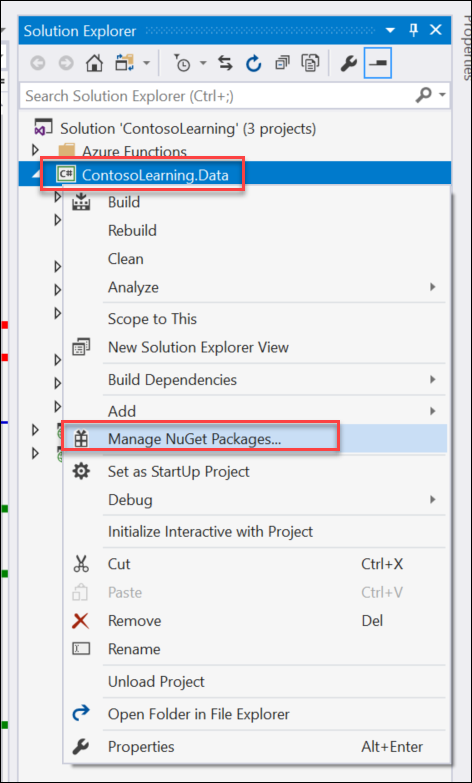 Solution Explorer
Properties
Search Solution Explorer (Ctrl+;)
Solution 'ContosoLearning' (3 projects)
Azure Functions
C# ContosoLearning.Data
Build
Rebuild
Clean
Analyze
Scope to This
New Solution Explorer View
Build Dependencies
Add
Manage NuGet Packages...
Set as StartUp Project
Debug
Initialize Interactive with Project
Cut Ctrl+X
Paste Ctrl+V
Remove Del
Rename
Unload Project
Open Folder in File Explorer
Properties Alt+Enter